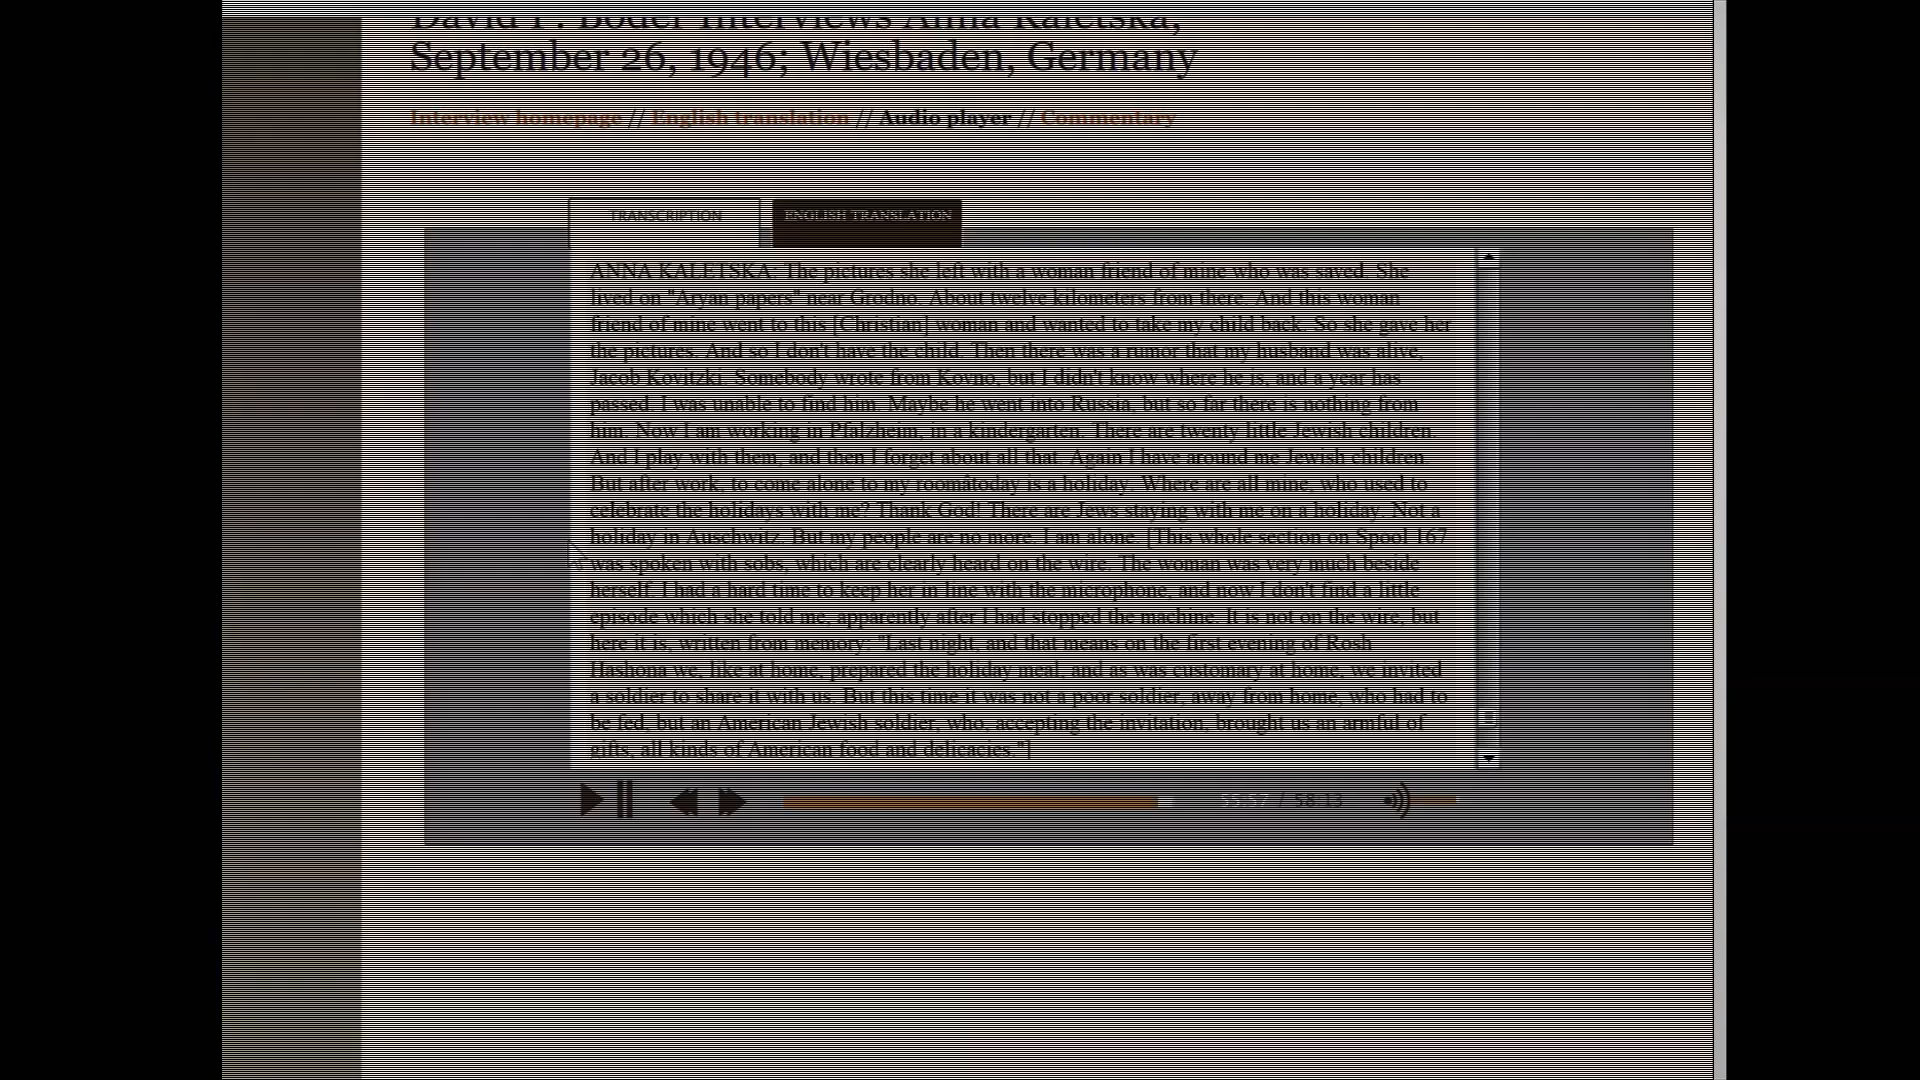 David P. Boder Interviews Anna Kaletska,
September 26, 1946; Wiesbaden, Germany
Interview homepage // English translation // Audio player // Commentary
TRANSCRIPTION
ENGLISH TRANSLATION
ANNA KALETSKA: The pictures she left with a woman friend of mine who was saved. She
lived on "Aryan papers" near Grodno. About twelve kilometers from there. And this woman
friend of mine went to this [Christian] woman and wanted to take my child back. So she gave her
the pictures. And so I don't have the child. Then there was a rumor that my husband was alive,
Jacob Kovitzki. Somebody wrote from Kovno, but I didn't know where he is, and a year has
passed. I was unable to find him. Maybe he went into Russia, but so far there is nothing from
him. Now I am working in Pfalzheim, in a kindergarten. There are twenty little Jewish children.
And I play with them, and then I forget about all that. Again I have around me Jewish children.
But after work, to come alone to my roomâtoday is a holiday. Where are all mine, who used to
celebrate the holidays with me? Thank God! There are Jews staying with me on a holiday. Not a
holiday in Auschwitz. But my people are no more. I am alone. [This whole section on Spool 167
was spoken with sobs, which are clearly heard on the wire. The woman was very much beside
herself. I had a hard time to keep her in line with the microphone, and now I don't find a little
episode which she told me, apparently after I had stopped the machine. It is not on the wire, but
here it is, written from memory: "Last night, and that means on the first evening of Rosh
Hashona we, like at home, prepared the holiday meal, and as was customary at home, we invited
a soldier to share it with us. But this time it was not a poor soldier, away from home, who had to
be fed, but an American Jewish soldier, who, accepting the invitation, brought us an armful of
gifts, all kinds of American food and delicacies."]
55:57 / 58:13